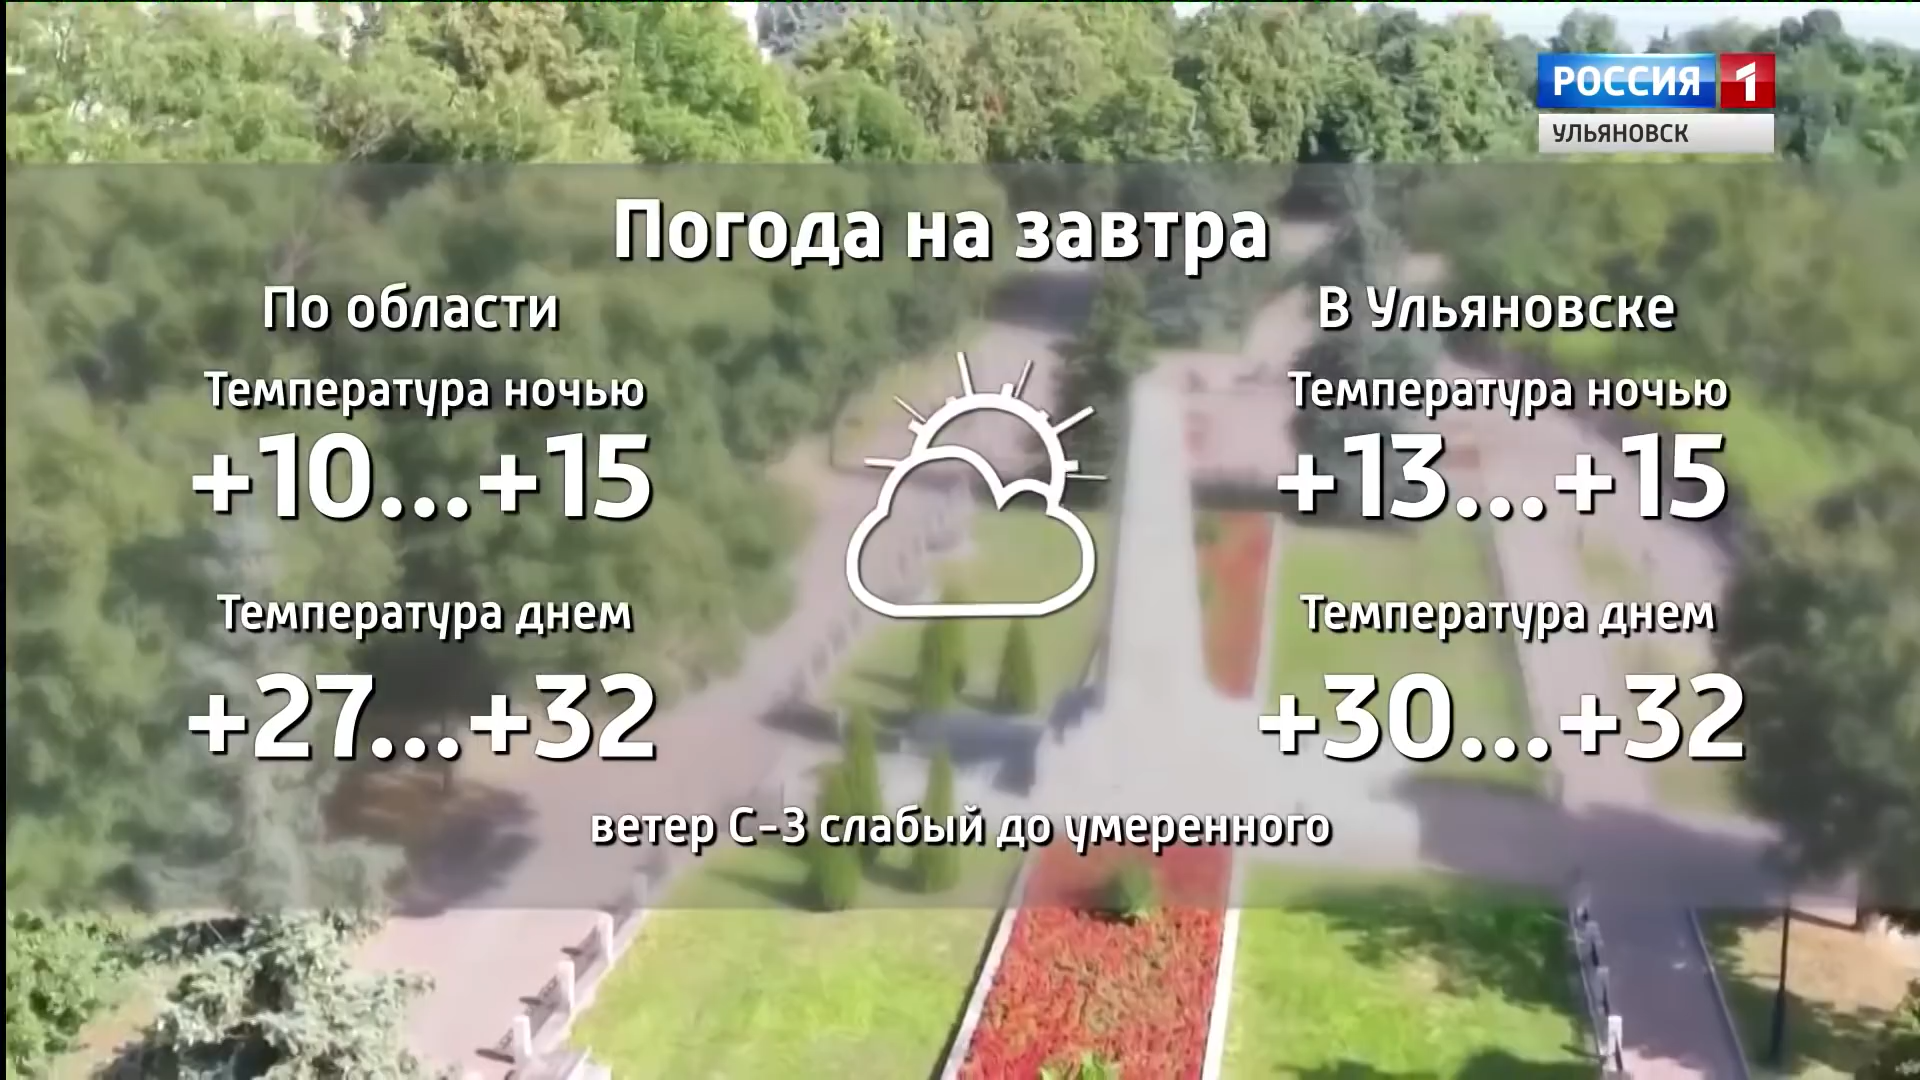 РОССИЯ 1
УЛЬЯНОВСК
Погода на завтра
По области
Температура ночью
+10...+15
Температура днем
+27...+32
В Ульяновске
Температура ночью
+13...+15
Температура днем
+30...+32
ветер С-З слабый до умеренного